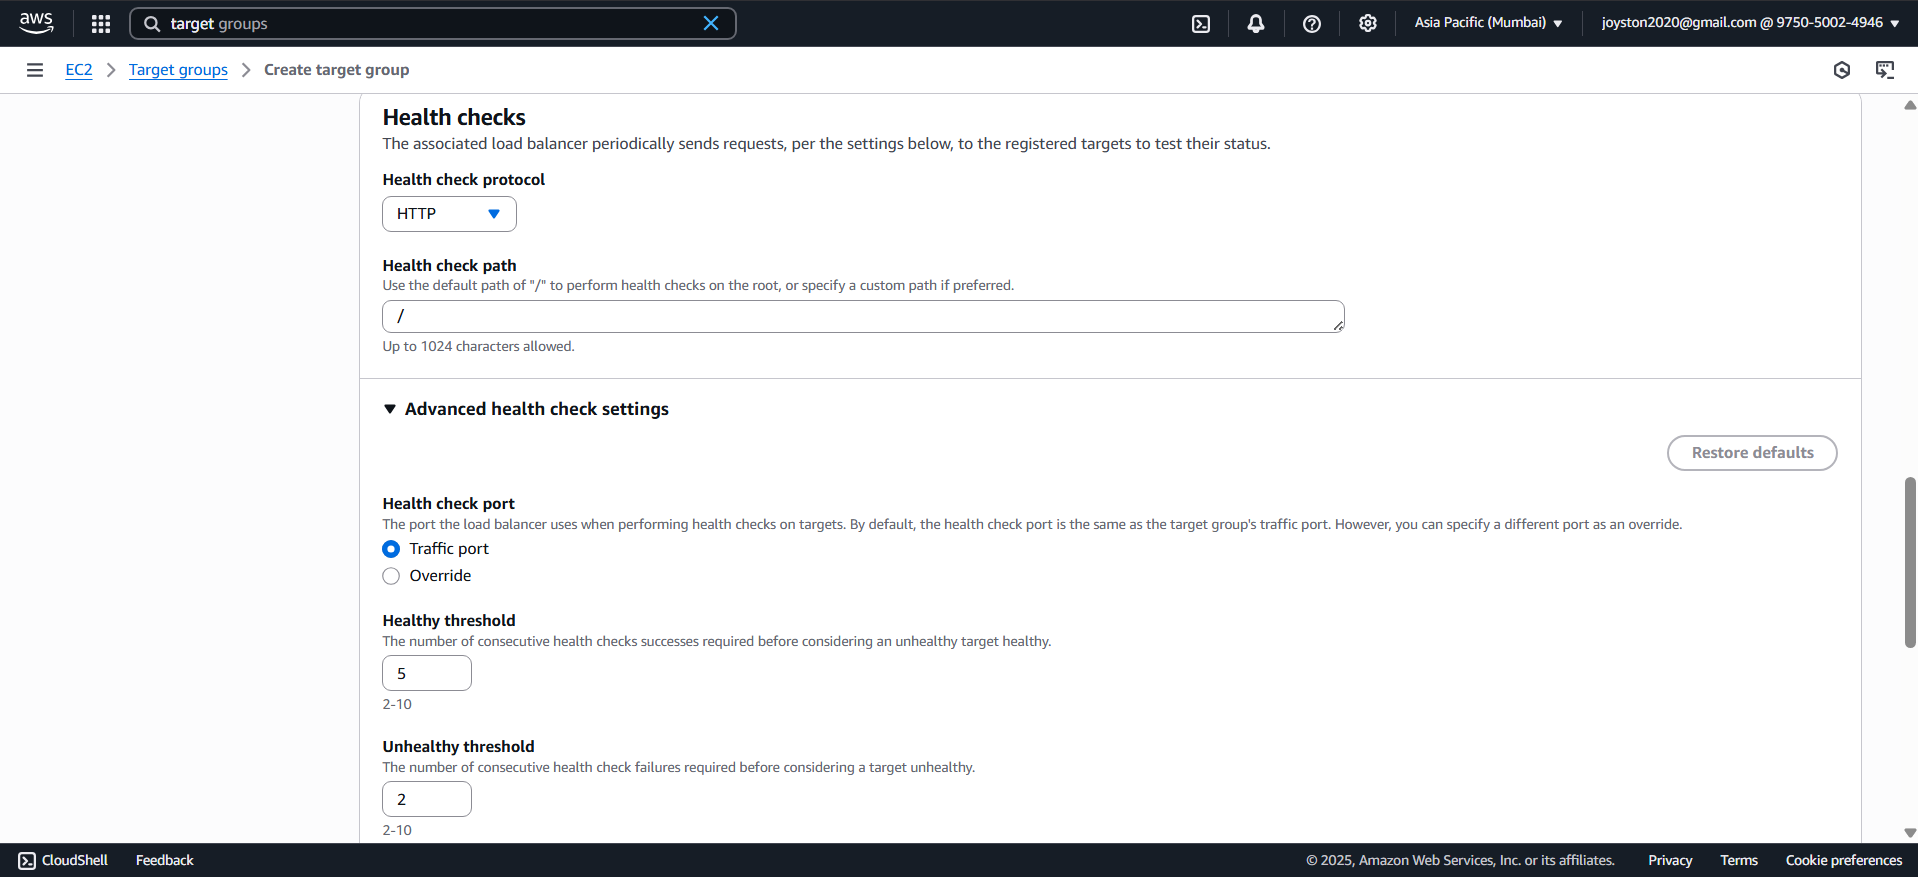 aws
target groups
Asia Pacific (Mumbai)
joyston2020@gmail.com @ 9750-5002-4946
EC2
Target groups
Create target group
Health checks
The associated load balancer periodically sends requests, per the settings below, to the registered targets to test their status.
Health check protocol
HTTP
Health check path
Use the default path of "/" to perform health checks on the root, or specify a custom path if preferred.
/
Up to 1024 characters allowed.
Advanced health check settings
Restore defaults
Health check port
The port the load balancer uses when performing health checks on targets. By default, the health check port is the same as the target group's traffic port. However, you can specify a different port as an override.
Traffic port
Override
Healthy threshold
The number of consecutive health checks successes required before considering an unhealthy target healthy.
5
2-10
Unhealthy threshold
The number of consecutive health check failures required before considering a target unhealthy.
2
2-10
CloudShell
Feedback
© 2025, Amazon Web Services, Inc. or its affiliates.
Privacy
Terms
Cookie preferences